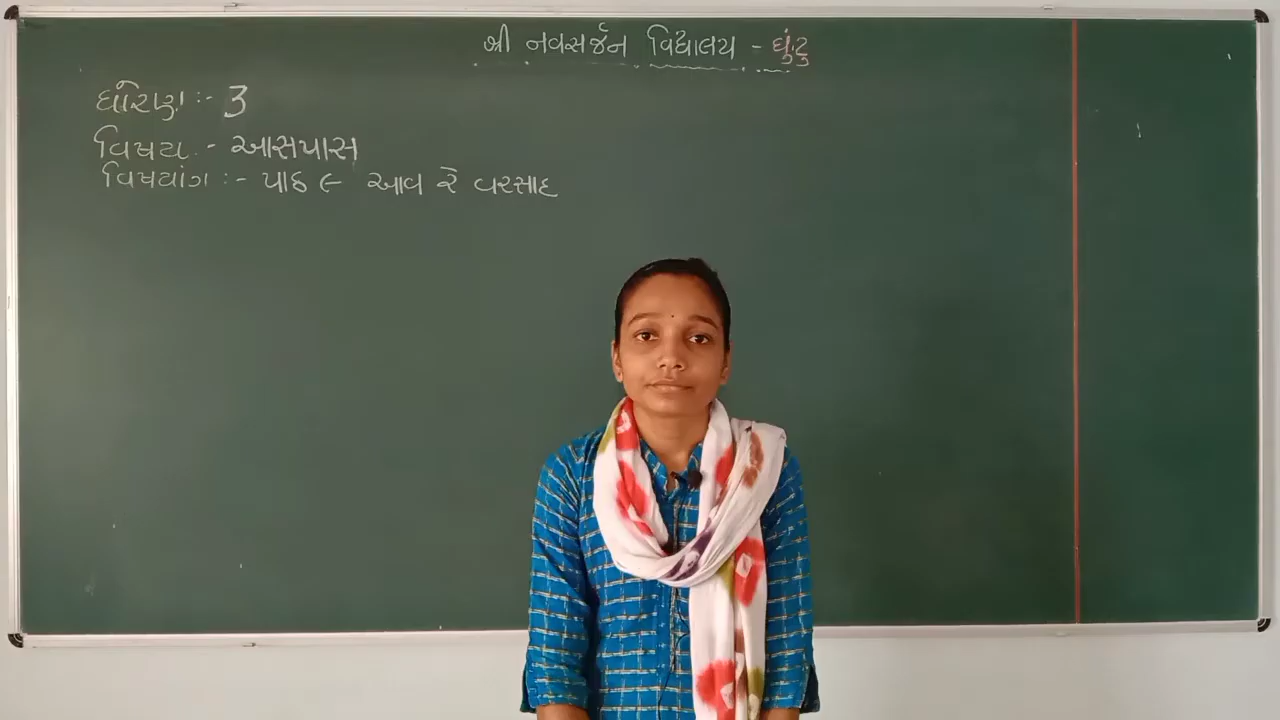 શ્રી નવસર્જન વિદ્યાલય - ઘુંટુ
ધોરણ :- 3
વિષય :- આસપાસ
વિષયાંગ :- પાઠ ૯ આવ રે વરસાદ